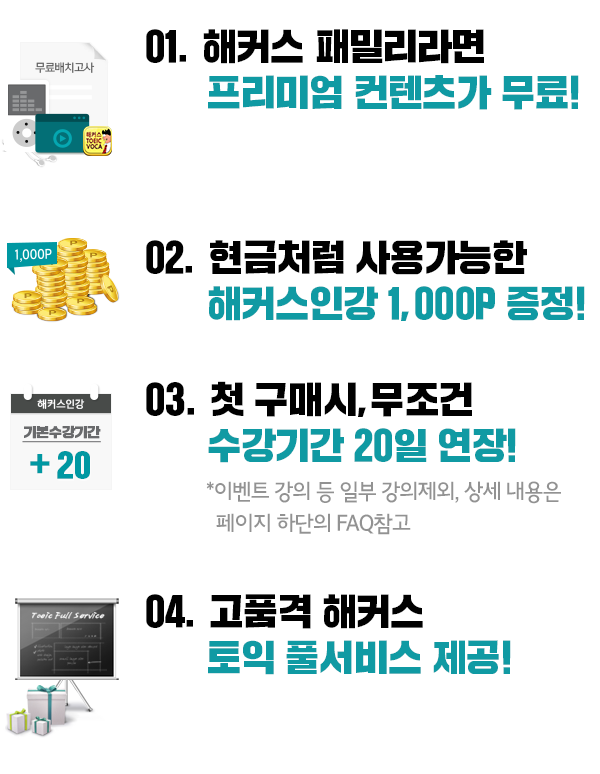 무료배치고사
해커스
TOEIC
VOCA
01. 해커스 패밀리라면
프리미엄 컨텐츠가 무료!
1,000P
02. 현금처럼 사용가능한
해커스인강 1,000P 증정!
해커스인강
기본수강기간
+ 20
03. 첫 구매시,무조건
수강기간 20일 연장!
*이벤트 강의 등 일부 강의제외, 상세 내용은
페이지 하단의 FAQ참고
Toeic Full Service
04. 고품격 해커스
토익 풀서비스 제공!